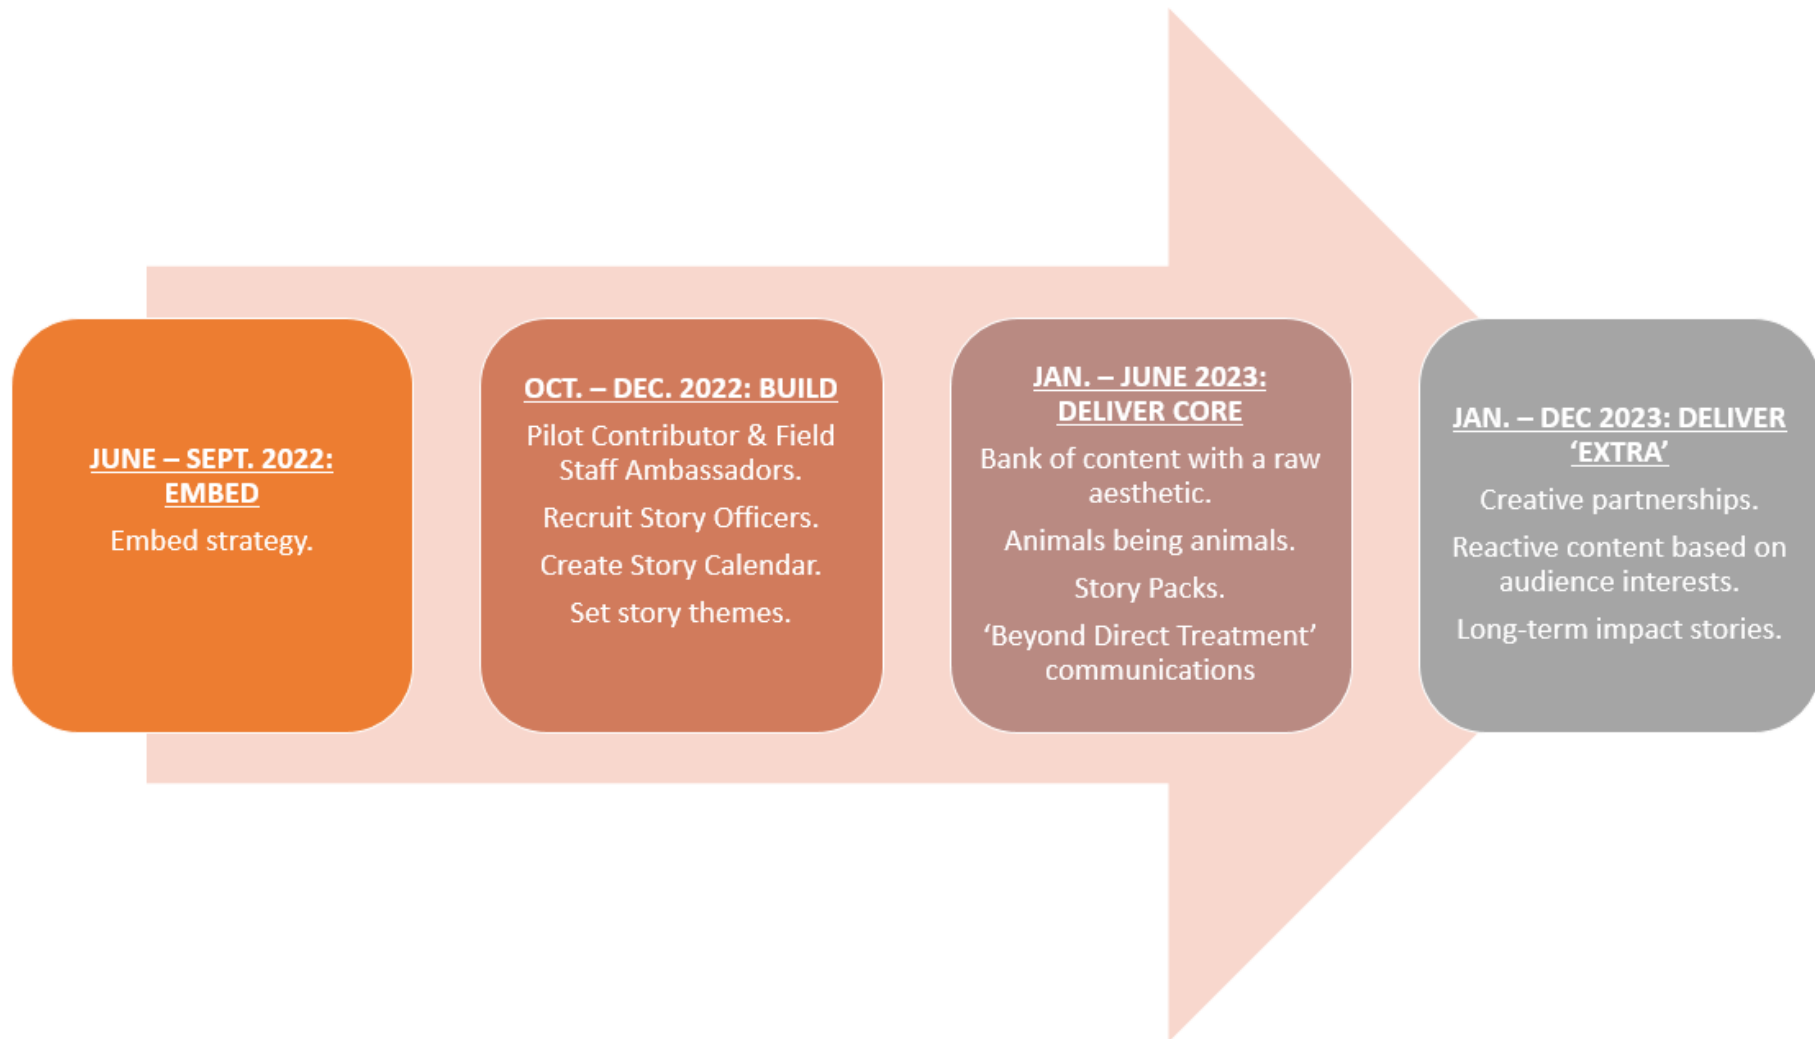 JUNE – SEPT. 2022:
EMBED
Embed strategy.
OCT. – DEC. 2022: BUILD
Pilot Contributor & Field
Staff Ambassadors.
Recruit Story Officers.
Create Story Calendar.
Set story themes.
JAN. – JUNE 2023:
DELIVER CORE
Bank of content with a raw
aesthetic.
Animals being animals.
Story Packs.
‘Beyond Direct Treatment’
communications
JAN. – DEC 2023: DELIVER
‘EXTRA’
Creative partnerships.
Reactive content based on
audience interests.
Long-term impact stories.